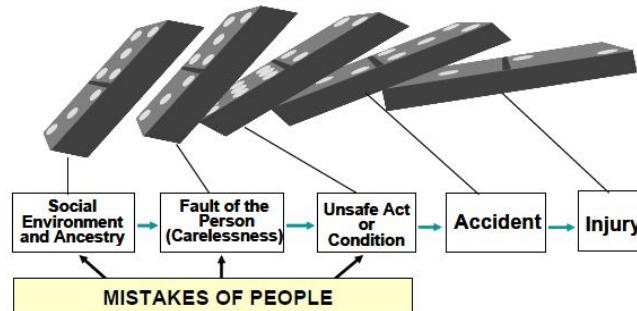 Social
Environment
and Ancestry
Fault of the
Person
(Carelessness)
Unsafe Act
or
Condition
Accident
Injury
MISTAKES OF PEOPLE